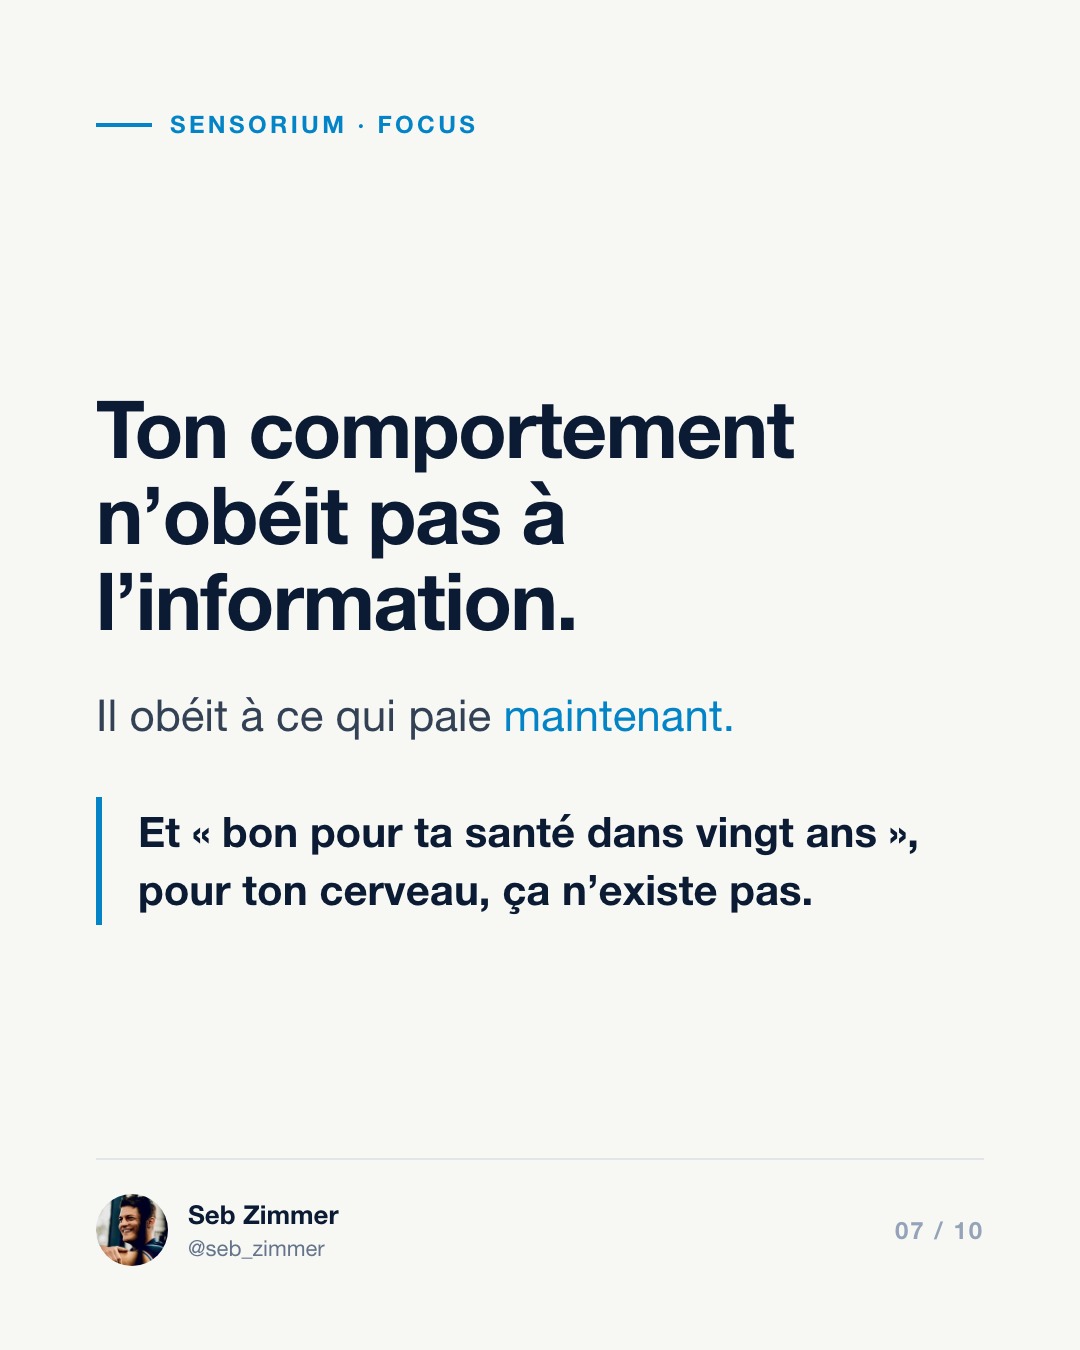 SENSORIUM · FOCUS
Ton comportement
n’obéit pas à
l’information.
Il obéit à ce qui paie maintenant.
Et « bon pour ta santé dans vingt ans »,
pour ton cerveau, ça n’existe pas.
Seb Zimmer
@seb_zimmer
07 / 10